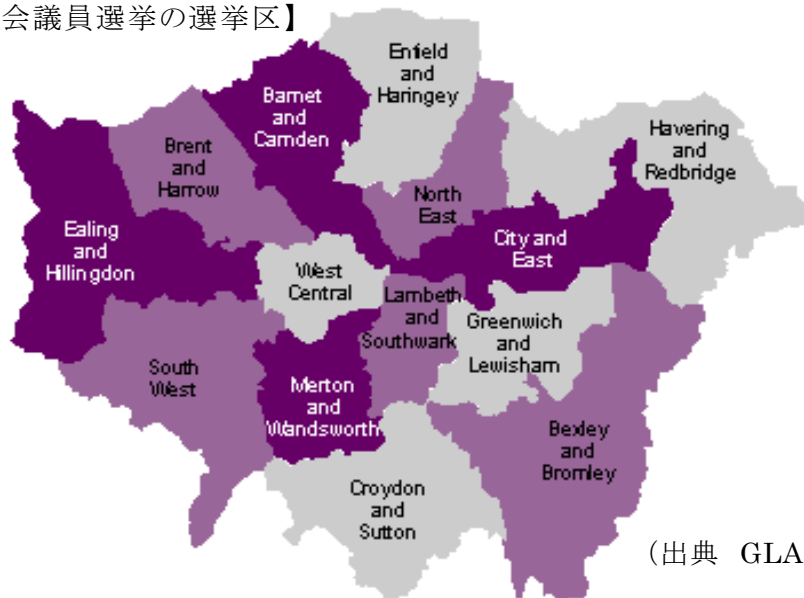 会議員選挙の選挙区】
Enfield
and
Haringey
Barnet
and
Camden
Havering
and
Redbridge
Brent
and
Harrow
North
East
Ealing
and
Hillingdon
City and
East
West
Central
Lambeth
and
Southwark
Greenwich
and
Lewisham
South
West
Merton
and
Wandsworth
Bexley
and
Bromley
Croydon
and
Sutton
(出典 GLA